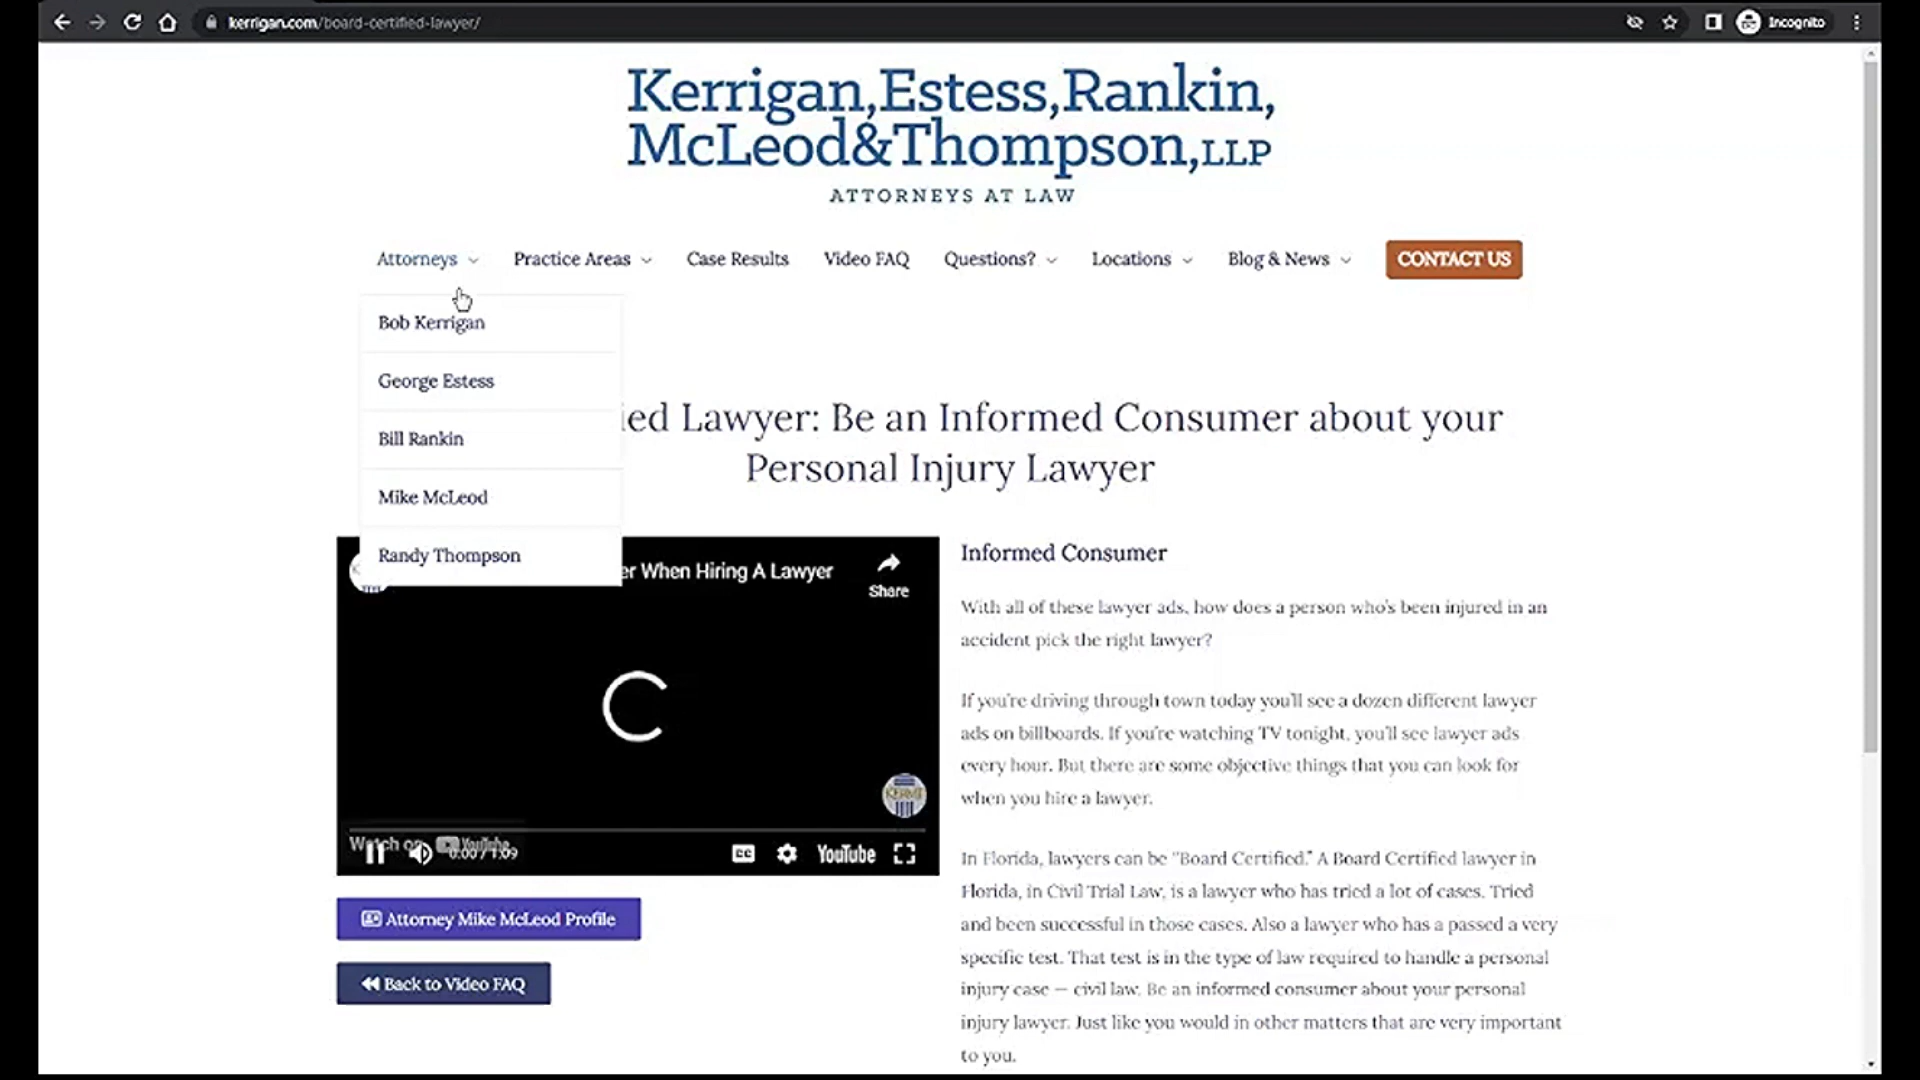 kerrigan.com/board-certified-lawyer/
Incognito
Kerrigan,Estess,Rankin,
McLeod&Thompson,LLP
ATTORNEYS AT LAW
Attorneys
Practice Areas
Case Results
Video FAQ
Questions?
Locations
Blog & News
CONTACT US
Bob Kerrigan
George Estess
Bill Rankin
Mike McLeod
Randy Thompson
ied Lawyer: Be an Informed Consumer about your
Personal Injury Lawyer
er When Hiring A Lawyer
Share
KERMT
Watch on YouTube
0:00 / 1:09
CC
YouTube
Attorney Mike McLeod Profile
Back to Video FAQ
Informed Consumer
With all of these lawyer ads, how does a person who's been injured in an
accident pick the right lawyer?
If you're driving through town today you'll see a dozen different lawyer
ads on billboards. If you're watching TV tonight, you'll see lawyer ads
every hour. But there are some objective things that you can look for
when you hire a lawyer.
In Florida, lawyers can be "Board Certified." A Board Certified lawyer in
Florida, in Civil Trial Law, is a lawyer who has tried a lot of cases. Tried
and been successful in those cases. Also a lawyer who has a passed a very
specific test. That test is in the type of law required to handle a personal
injury case — civil law. Be an informed consumer about your personal
injury lawyer. Just like you would in other matters that are very important
to you.